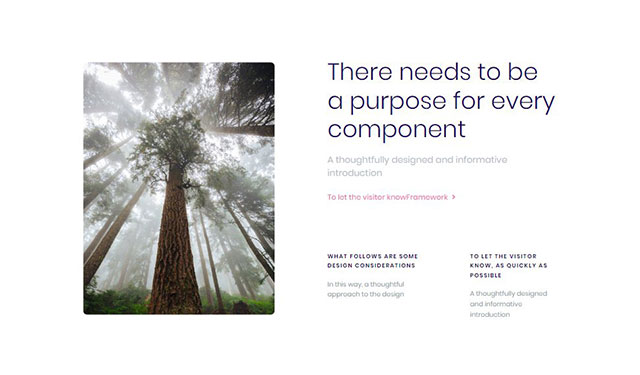 There needs to be
a purpose for every
component
A thoughtfully designed and informative
introduction
To let the visitor knowFramework >
WHAT FOLLOWS ARE SOME
DESIGN CONSIDERATIONS
In this way, a thoughtful
approach to the design
TO LET THE VISITOR
KNOW, AS QUICKLY AS
POSSIBLE
A thoughtfully designed
and informative
introduction